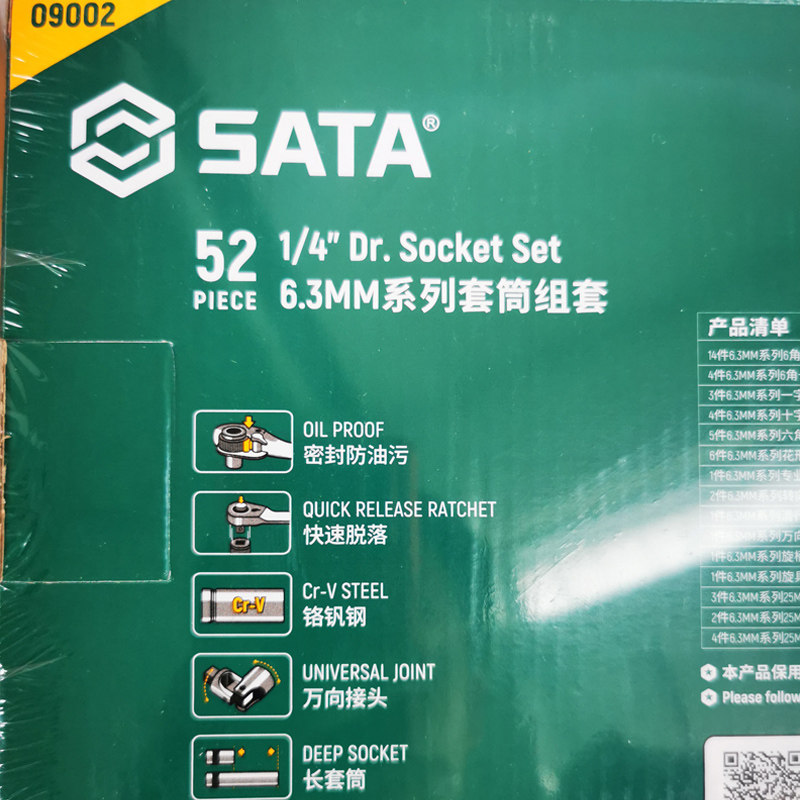 09002
SATA®
52 PIECE
1/4" Dr. Socket Set
6.3MM系列套筒组套
OIL PROOF
密封防油污
QUICK RELEASE RATCHET
快速脱落
Cr-V
Cr-V STEEL
铬钒钢
UNIVERSAL JOINT
万向接头
DEEP SOCKET
长套筒
产品清单
14件6.3MM系列6角
4件6.3MM系列6角
3件6.3MM系列一字
4件6.3MM系列十字
5件6.3MM系列六角
6件6.3MM系列花形
1件6.3MM系列专业
2件6.3MM系列转
1件6.3MM系列
1件6.3MM系列万向
1件6.3MM系列旋柄
1件6.3MM系列旋具
3件6.3MM系列25M
2件6.3MM系列25M
4件6.3MM系列25M
本产品保用
Please follow